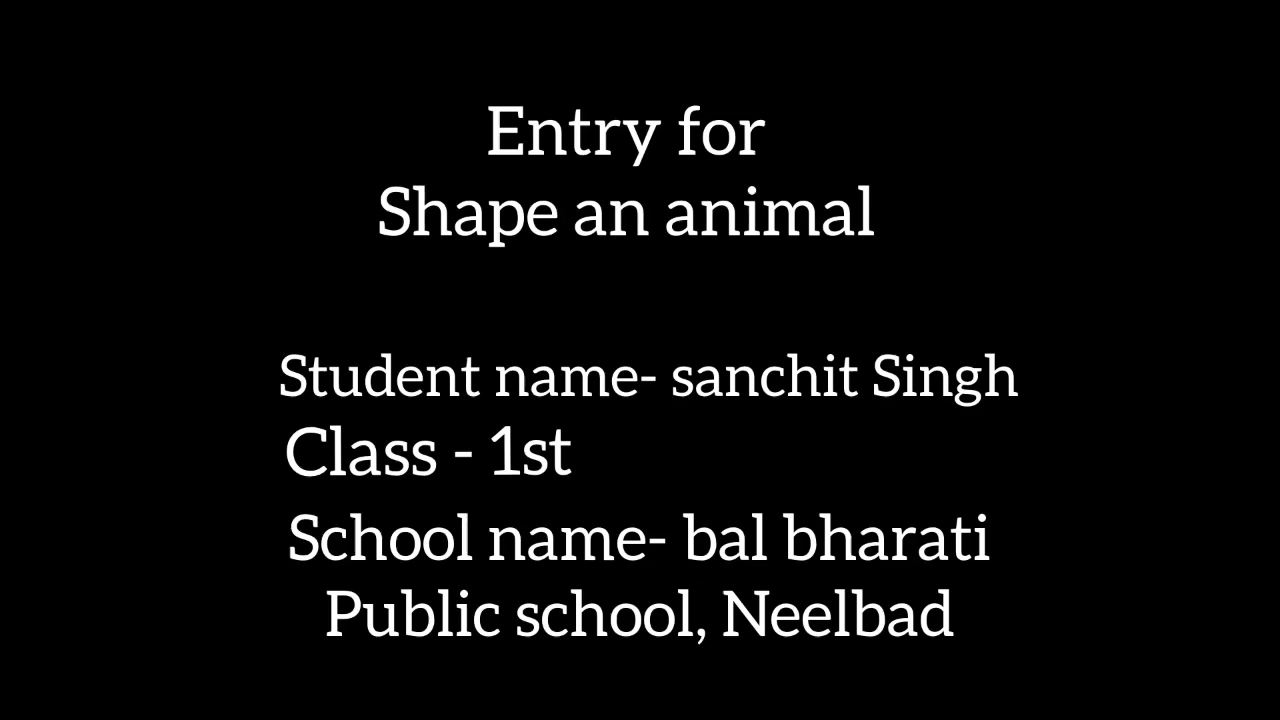 Entry for
Shape an animal
Student name- sanchit Singh
Class - 1st
School name- bal bharati
Public school, Neelbad